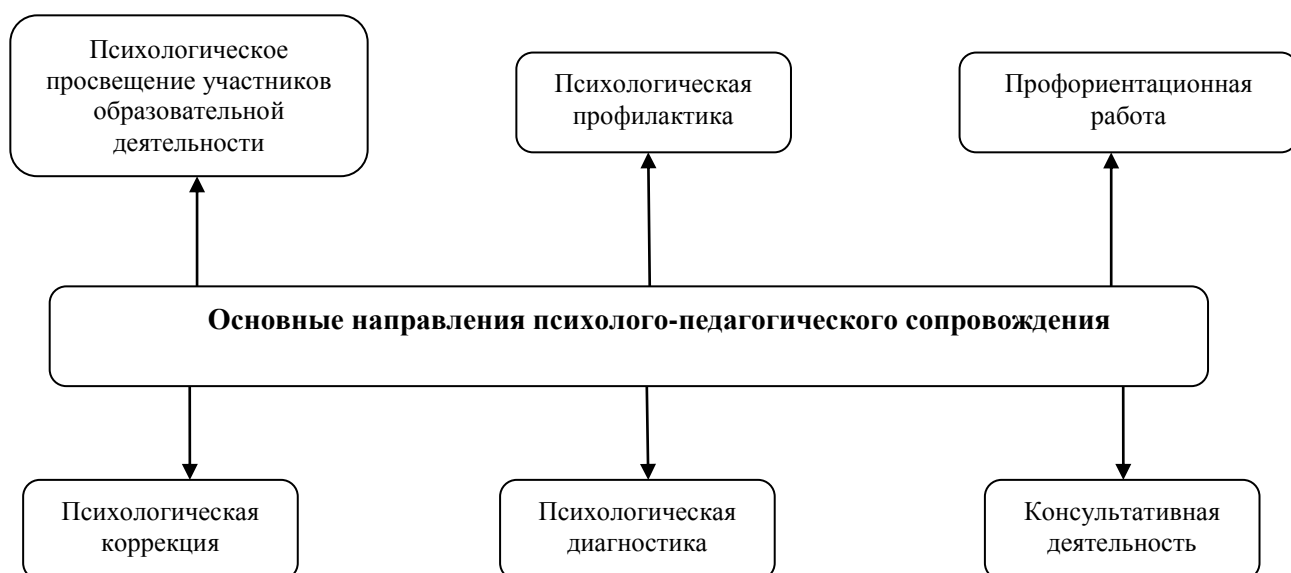 Психологическое
просвещение участников
образовательной
деятельности
Психологическая
профилактика
Профориентационная
работа
Основные направления психолого-педагогического сопровождения
Психологическая
коррекция
Психологическая
диагностика
Консультативная
деятельность